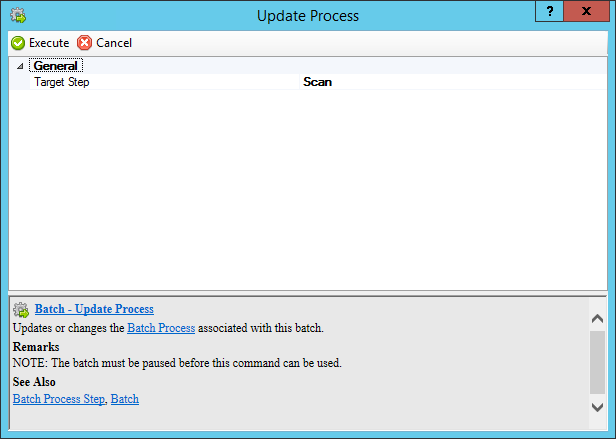 Update Process
? X
Execute Cancel
General
Target Step Scan
Batch - Update Process
Updates or changes the Batch Process associated with this batch.
Remarks
NOTE: The batch must be paused before this command can be used.
See Also
Batch Process Step, Batch